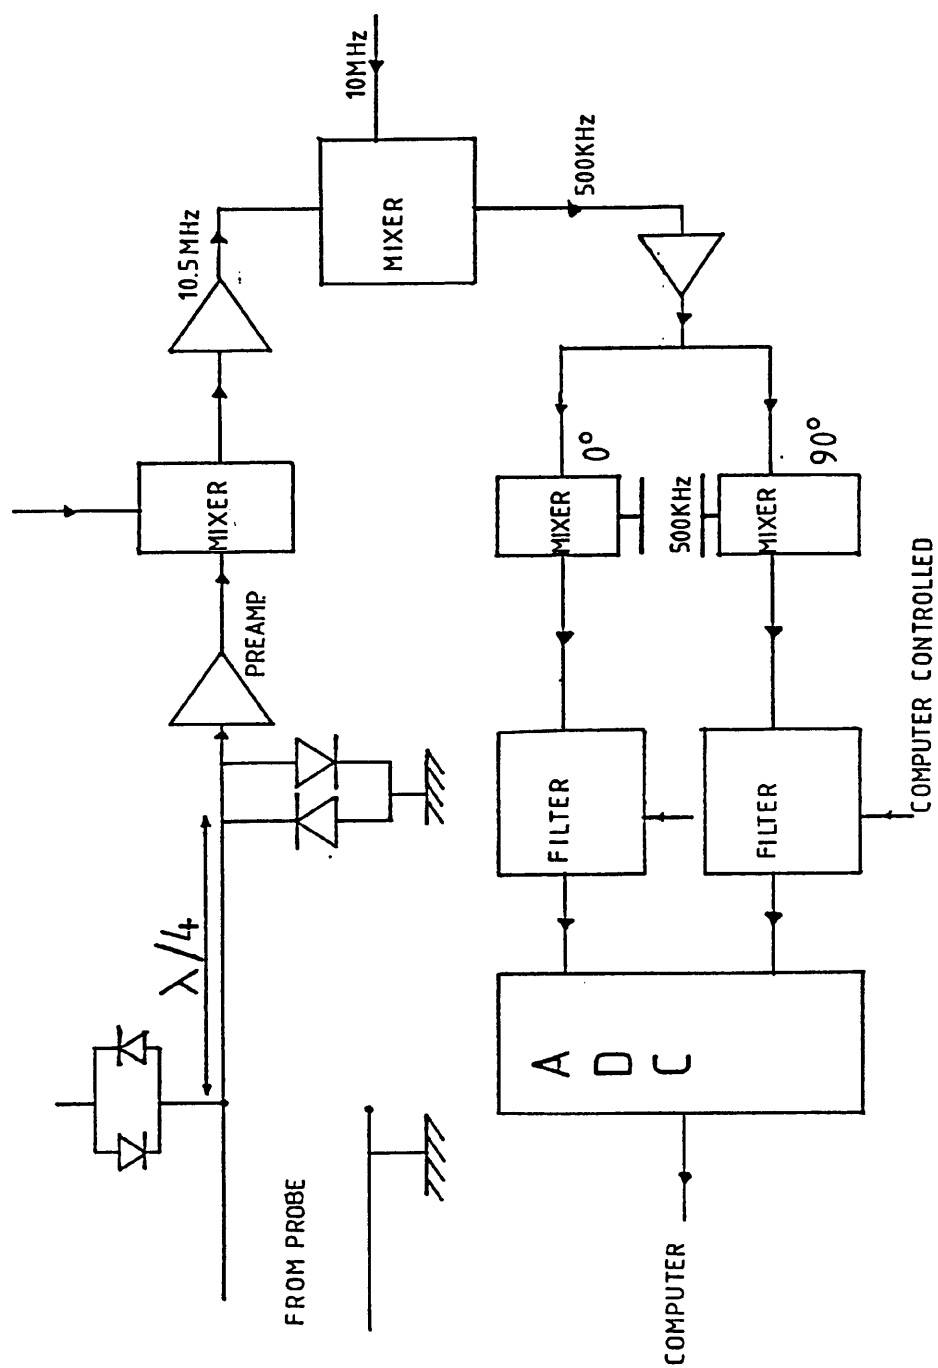 FROM PROBE
λ/4
PREAMP.
MIXER
10.5MHz
10MHz
MIXER
500KHz
0°
MIXER
500KHz
MIXER
90°
FILTER
FILTER
COMPUTER CONTROLLED
ADC
COMPUTER